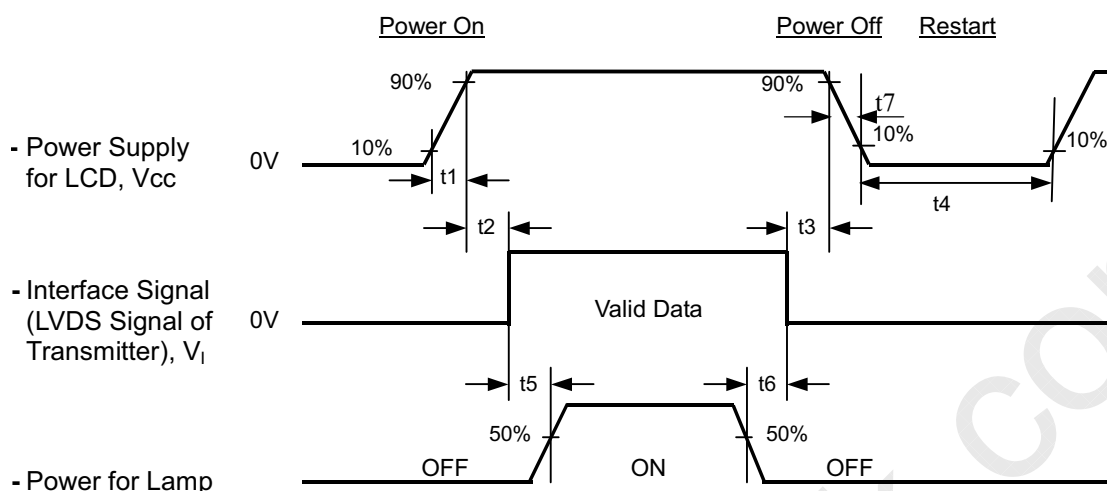 Power On
Power Off
Restart
90%
90%
t7
10%
10%
10%
- Power Supply
for LCD, Vcc
0V
t1
t4
t2
t3
- Interface Signal
(LVDS Signal of
Transmitter), VI
0V
Valid Data
t5
t6
50%
50%
OFF
ON
OFF
- Power for Lamp